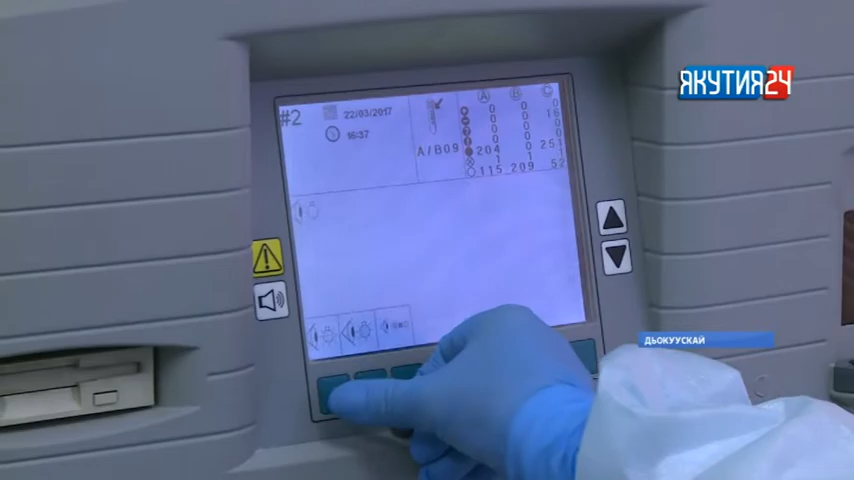 #2
22/03/2017
16:37
A/B09
A B C
0 0 0
0 0 16
0 0 0
0 0 0
204 0 251
1 1 1
115 209 52
ЯКУТИЯ24
ДЬОКУУСКАЙ